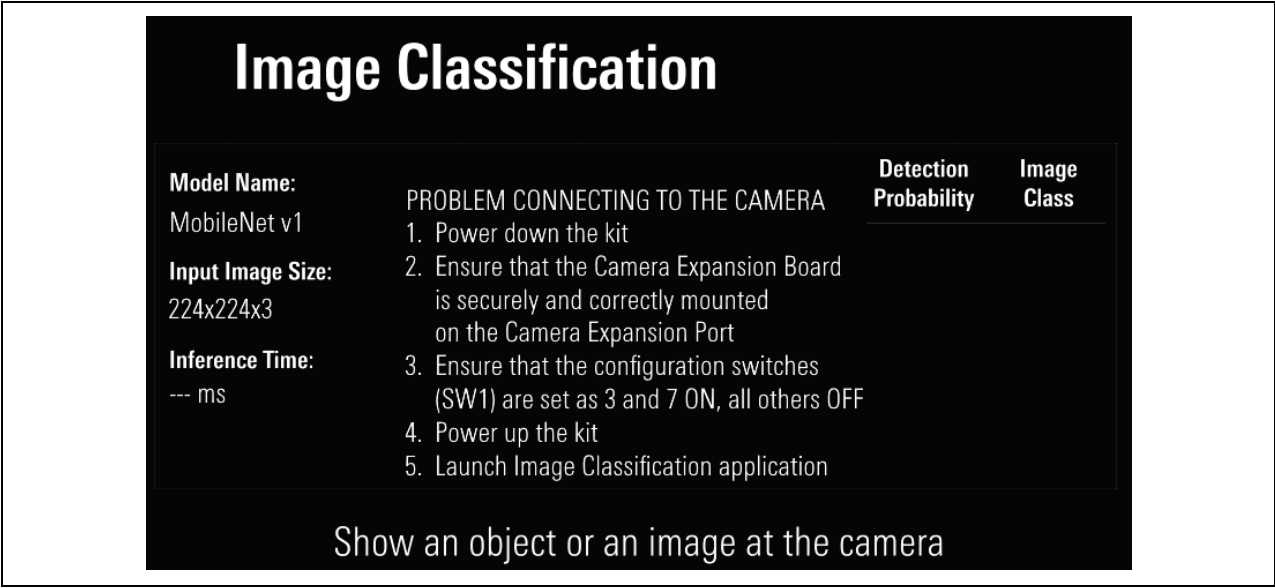 Image Classification
Model Name:
MobileNet v1
Input Image Size:
224x224x3
Inference Time:
--- ms
PROBLEM CONNECTING TO THE CAMERA
1. Power down the kit
2. Ensure that the Camera Expansion Board
is securely and correctly mounted
on the Camera Expansion Port
3. Ensure that the configuration switches
(SW1) are set as 3 and 7 ON, all others OFF
4. Power up the kit
5. Launch Image Classification application
Detection Image
Probability Class
Show an object or an image at the camera